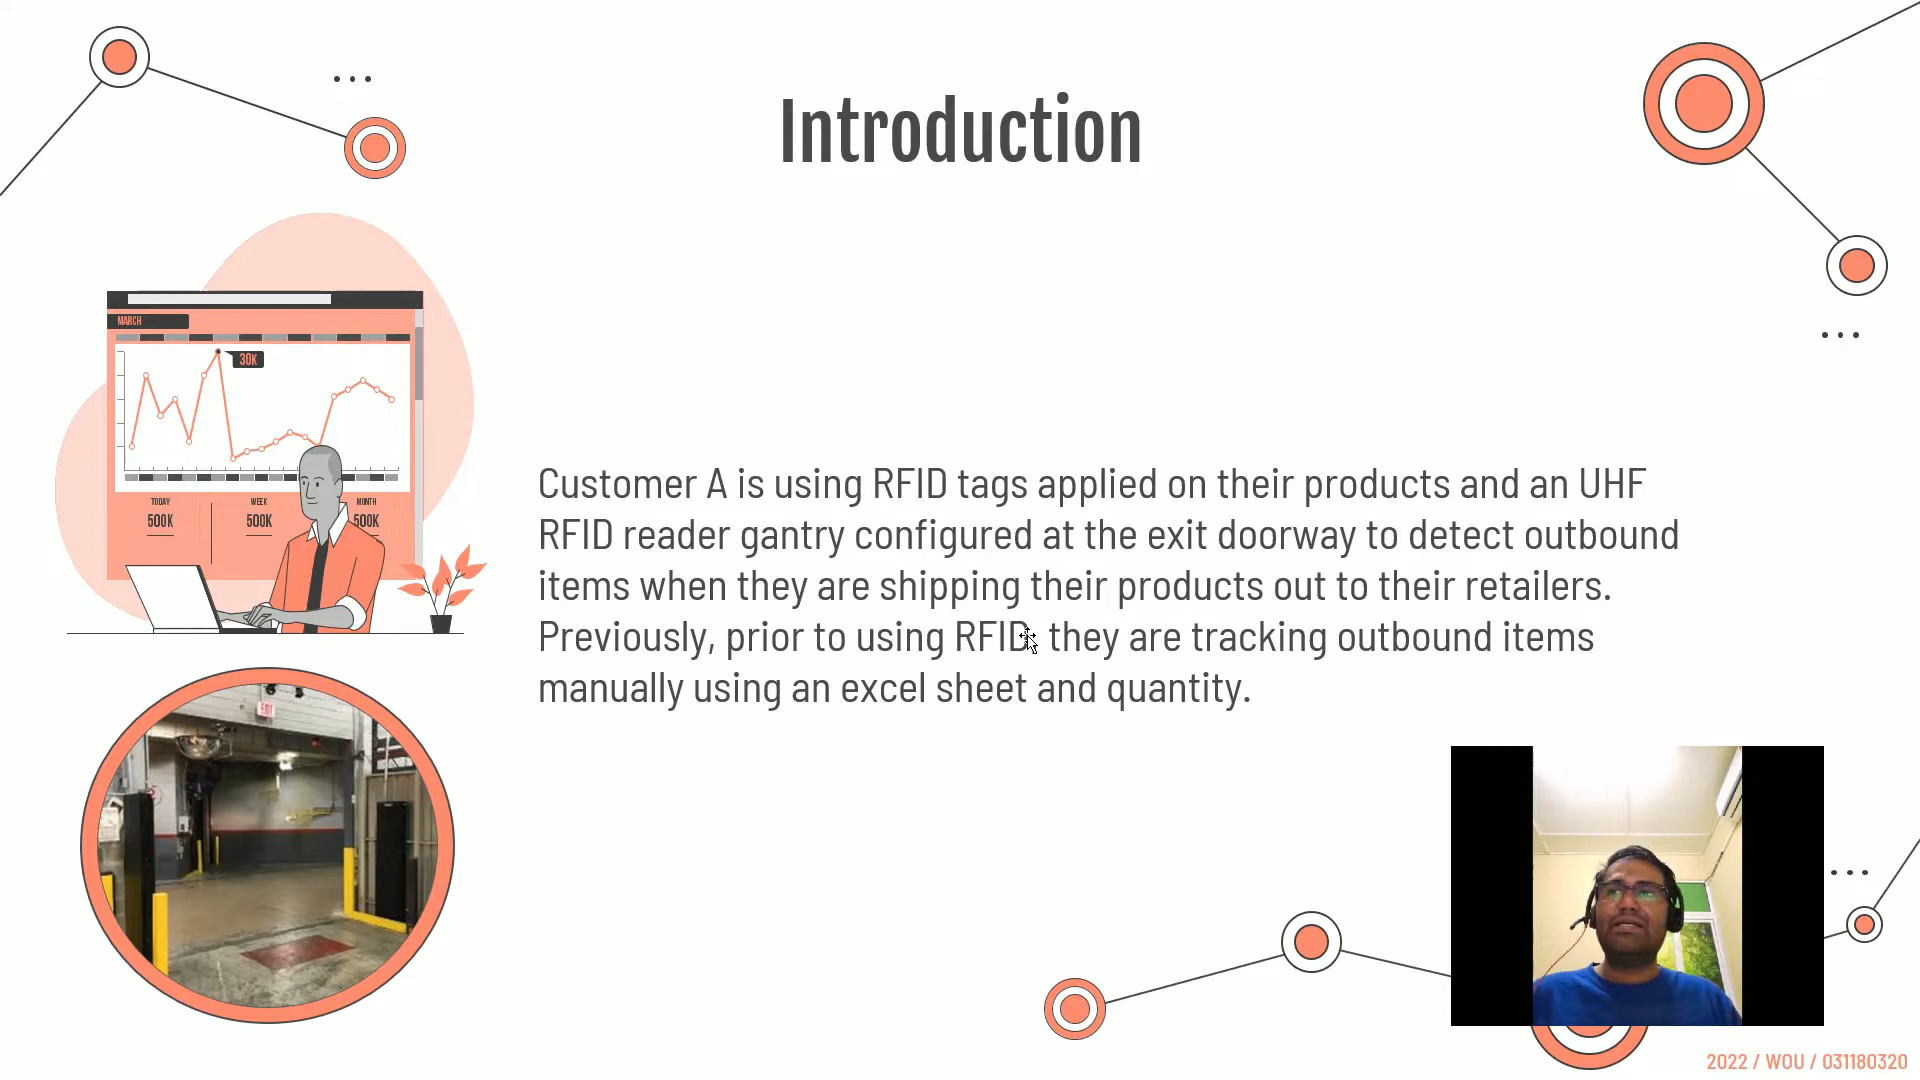 Introduction
MARCH
30K
TODAY
WEEK
MONTH
500K
500K
500K
Customer A is using RFID tags applied on their products and an UHF
RFID reader gantry configured at the exit doorway to detect outbound
items when they are shipping their products out to their retailers.
Previously, prior to using RFID, they are tracking outbound items
manually using an excel sheet and quantity.
EXIT
2022 / WOU / 031180320